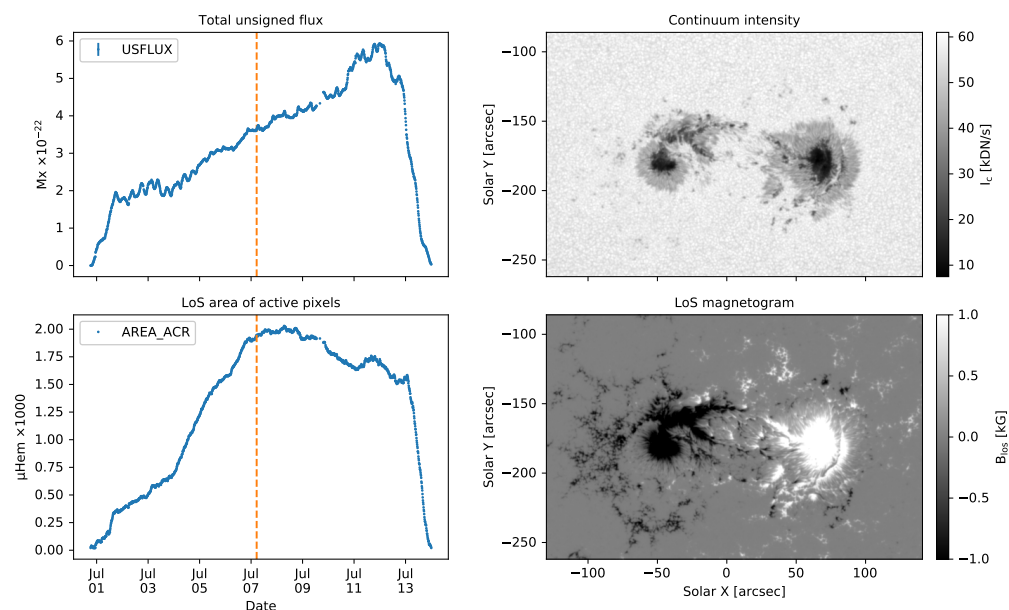 Total unsigned flux
USFLUX
6
5
4
3
2
1
0
Mx ×10⁻²²
Continuum intensity
−100
−150
−200
−250
Solar Y [arcsec]
60
50
40
30
20
10
I_c [kDN/s]
LoS area of active pixels
AREA_ACR
2.00
1.75
1.50
1.25
1.00
0.75
0.50
0.25
0.00
μHem ×1000
Jul 01
Jul 03
Jul 05
Jul 07
Jul 09
Jul 11
Jul 13
Date
LoS magnetogram
−100
−150
−200
−250
Solar Y [arcsec]
−100
−50
0
50
100
Solar X [arcsec]
1.0
0.5
0.0
−0.5
−1.0
B_los [kG]